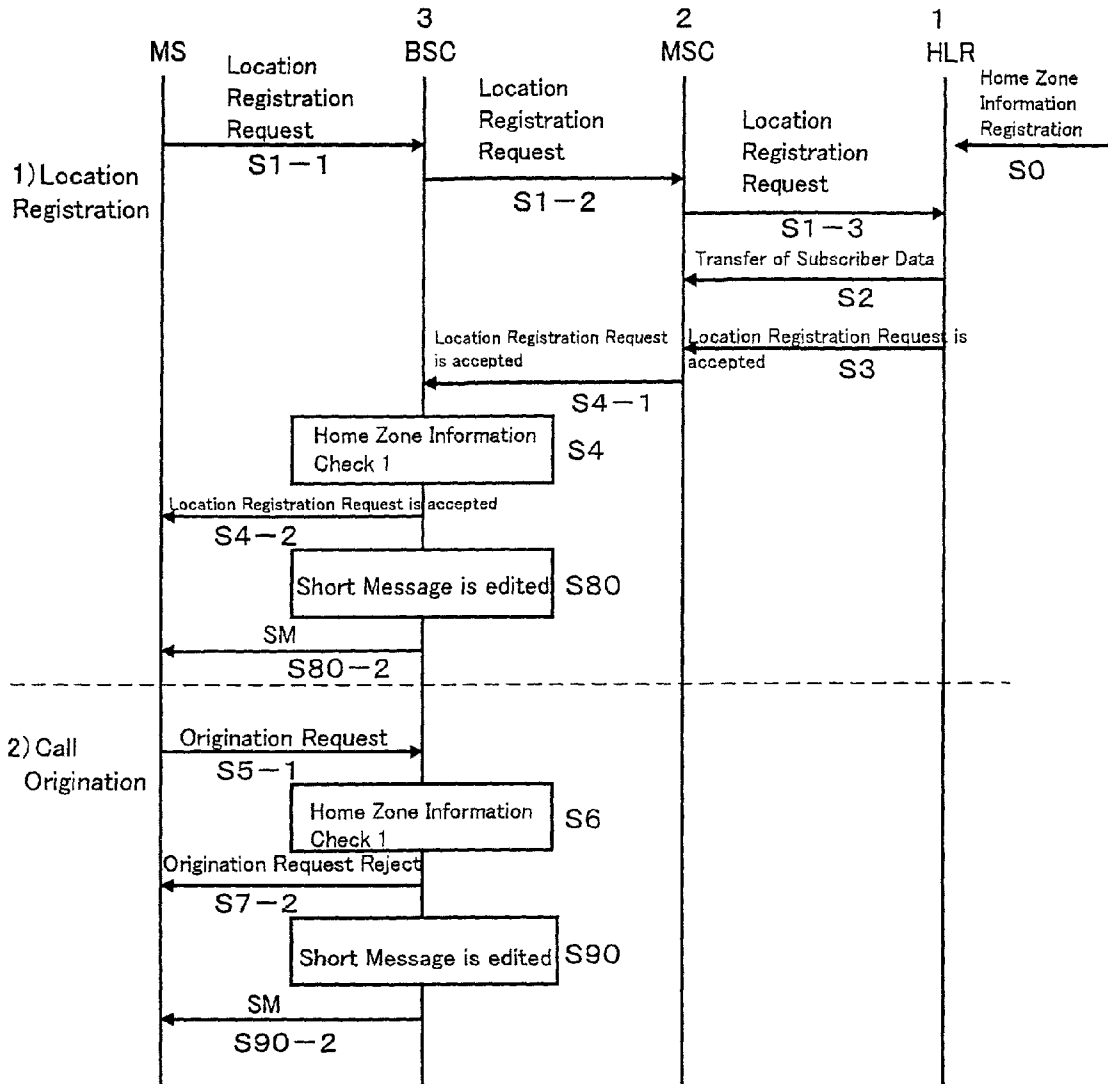 3
2
1
MS
BSC
MSC
HLR
Location
Registration
Request
S1-1
Location
Registration
Request
S1-2
Location
Registration
Request
S1-3
Home Zone
Information
Registration
S0
1) Location
Registration
Transfer of Subscriber Data
S2
Location Registration Request is
accepted
S3
Location Registration Request
is accepted
S4-1
Home Zone Information
Check 1
S4
Location Registration Request is accepted
S4-2
Short Message is edited
S80
SM
S80-2
2) Call
Origination
Origination Request
S5-1
Home Zone Information
Check 1
S6
Origination Request Reject
S7-2
Short Message is edited
S90
SM
S90-2